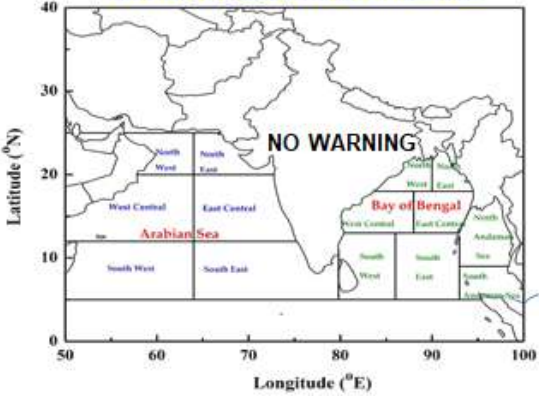 40
30
20
10
0
Latitude (°N)
50 60 70 80 90 100
Longitude (°E)
NO WARNING
North West
North East
West Central
East Central
Arabian Sea
South West
South East
North West
North East
Bay of Bengal
West Central
East Central
South West
South East
North Andaman Sea
South Andaman Sea